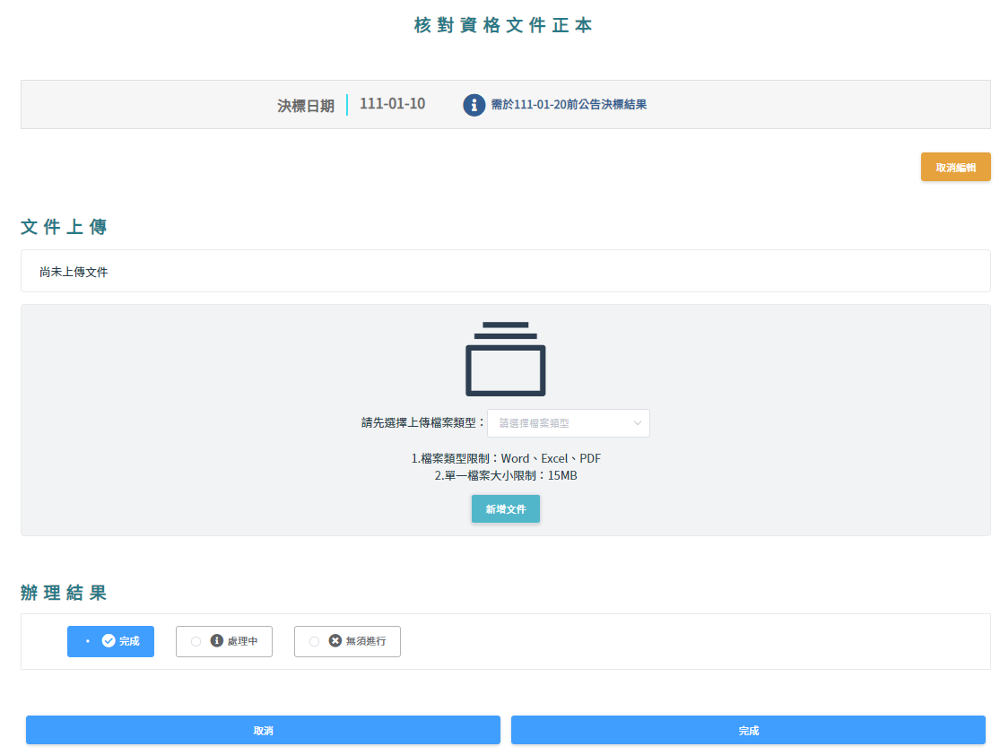 核對資格文件正本
決標日期 111-01-10 需於111-01-20前公告決標結果
取消編輯
文件上傳
尚未上傳文件
請先選擇上傳檔案類型：請選擇檔案類型
1.檔案類型限制：Word、Excel、PDF
2.單一檔案大小限制：15MB
新增文件
辦理結果
完成 處理中 無須進行
取消 完成